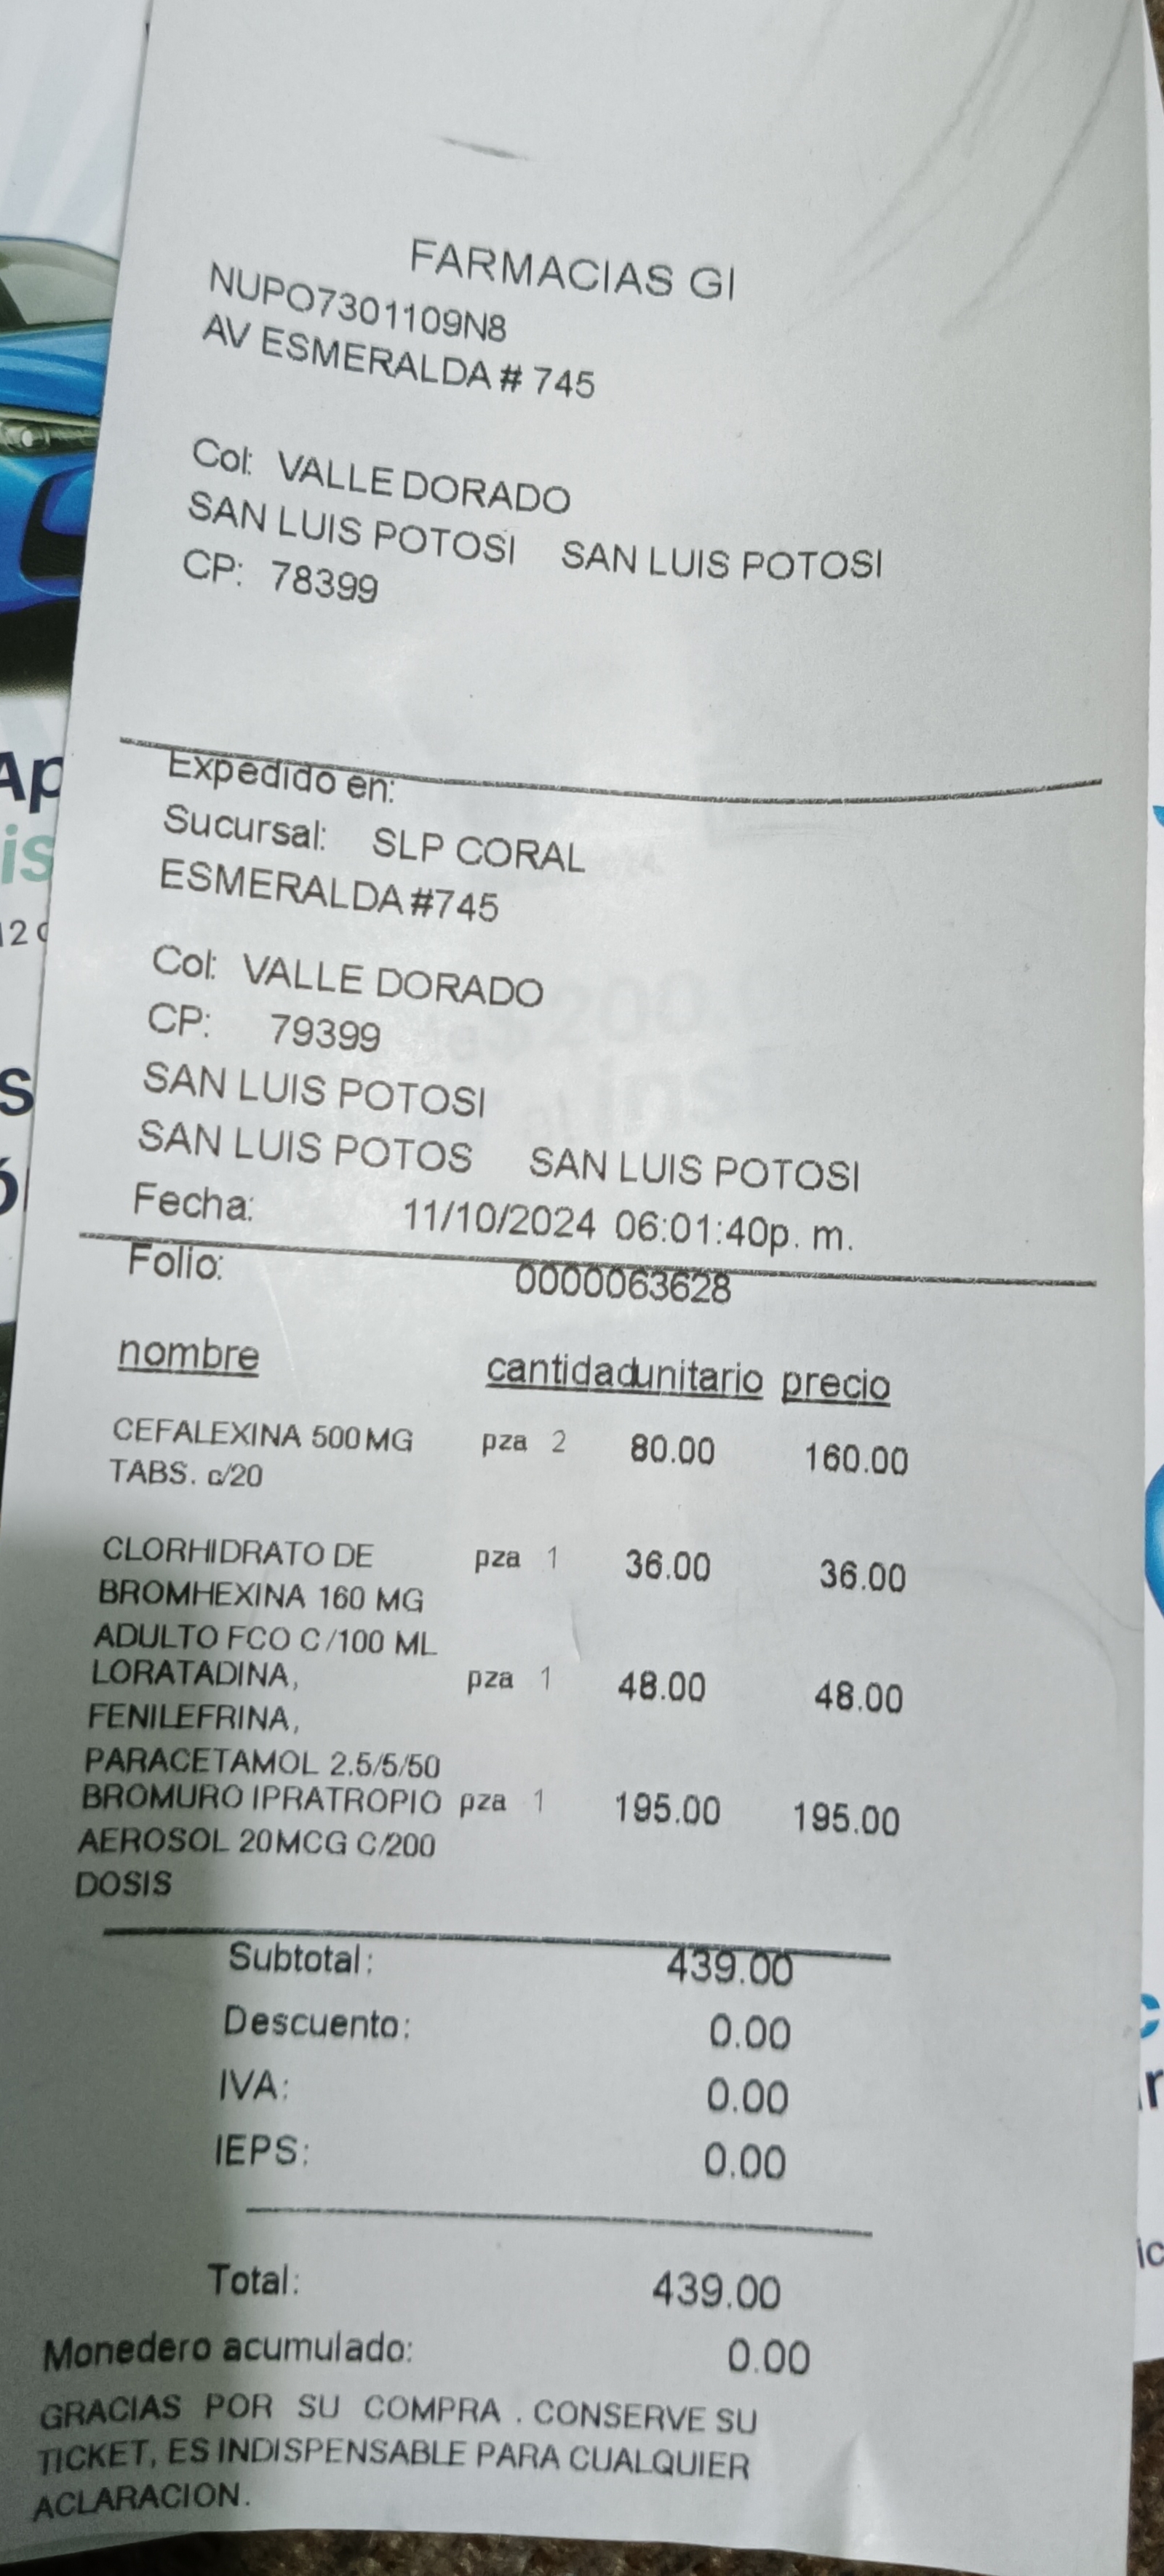 FARMACIAS GI
NUPO7301109N8
AV ESMERALDA # 745
Col: VALLE DORADO
SAN LUIS POTOSI SAN LUIS POTOSI
CP: 78399
Expedido en:
Sucursal: SLP CORAL
ESMERALDA #745
Col: VALLE DORADO
CP: 79399
SAN LUIS POTOSI
SAN LUIS POTOS SAN LUIS POTOSI
Fecha: 11/10/2024 06:01:40p. m.
Folio: 0000063628
nombre cantidadunitario precio
CEFALEXINA 500MG pza 2 80.00 160.00
TABS. c/20
CLORHIDRATO DE pza 1 36.00 36.00
BROMHEXINA 160 MG
ADULTO FCO C/100 ML
LORATADINA, pza 1 48.00 48.00
FENILEFRINA,
PARACETAMOL 2.5/5/50
BROMURO IPRATROPIO pza 1 195.00 195.00
AEROSOL 20MCG C/200
DOSIS
Subtotal: 439.00
Descuento: 0.00
IVA: 0.00
IEPS: 0.00
Total: 439.00
Monedero acumulado: 0.00
GRACIAS POR SU COMPRA . CONSERVE SU
TICKET, ES INDISPENSABLE PARA CUALQUIER
ACLARACION.